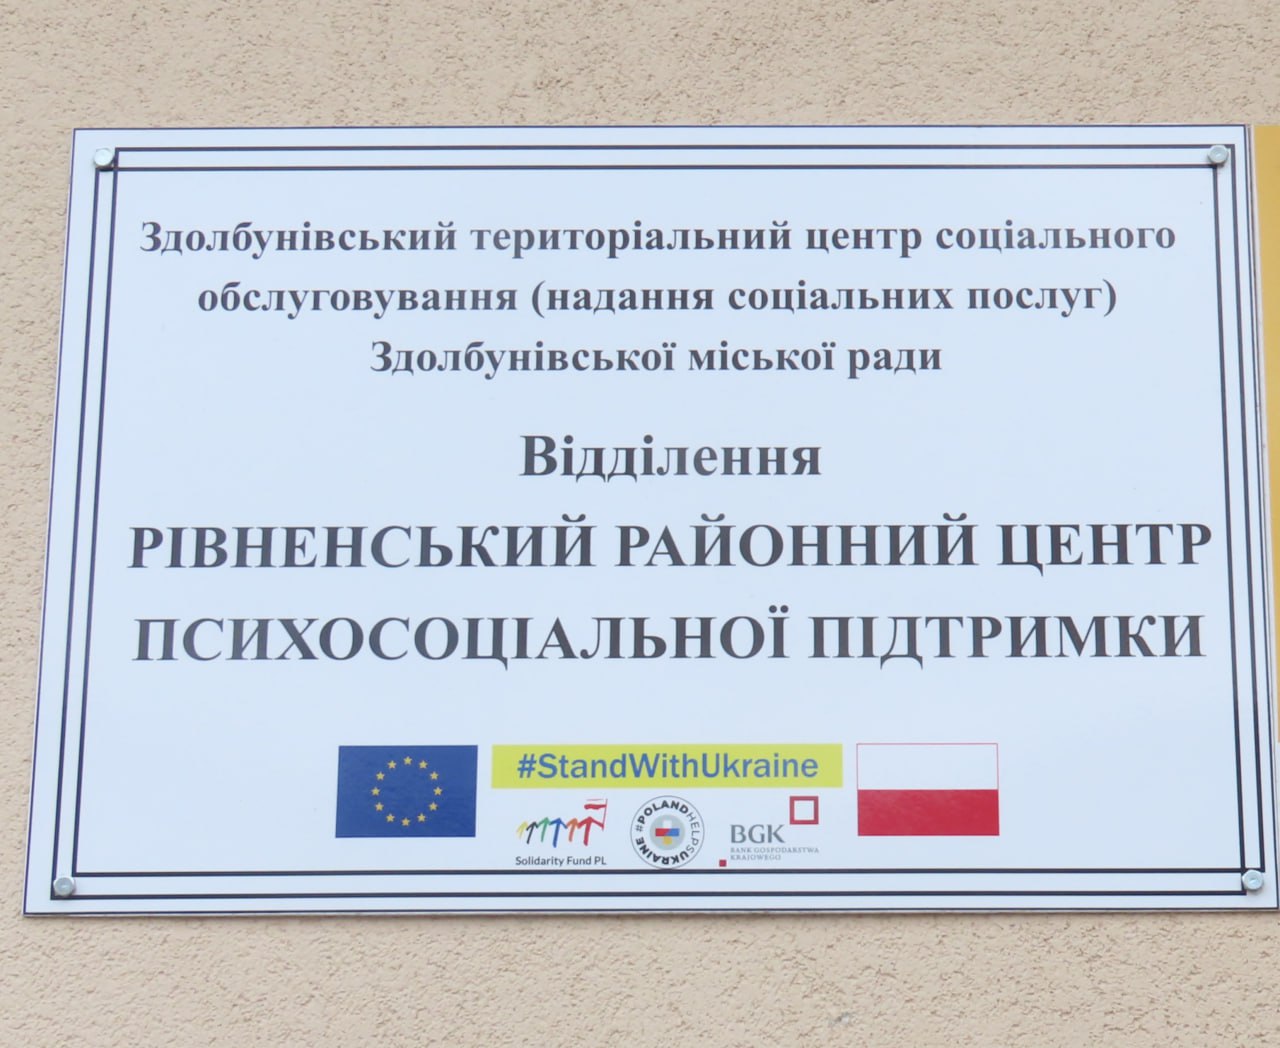 Здолбунівський територіальний центр соціального
обслуговування (надання соціальних послуг)
Здолбунівської міської ради
Відділення
РІВНЕНСЬКИЙ РАЙОННИЙ ЦЕНТР
ПСИХОСОЦІАЛЬНОЇ ПІДТРИМКИ
#StandWithUkraine
Solidarity Fund PL
#POLANDHELPSUKRAINE
BGK
BANK GOSPODARSTWA
KRAJOWEGO